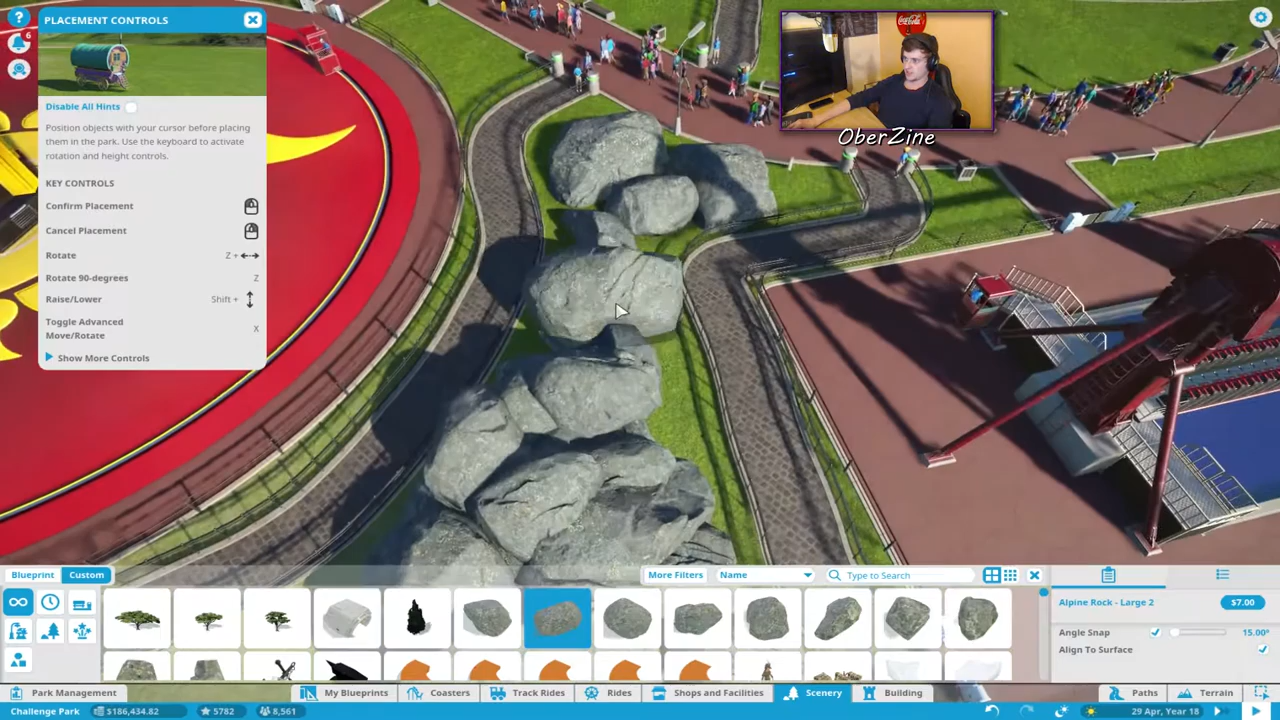 PLACEMENT CONTROLS
6
Disable All Hints
Position objects with your cursor before placing
them in the park. Use the keyboard to activate
rotation and height controls.
KEY CONTROLS
Confirm Placement
Cancel Placement
Rotate Z +
Rotate 90-degrees Z
Raise/Lower Shift +
Toggle Advanced
Move/Rotate X
Show More Controls
Coca-Cola
OberZine
Blueprint Custom More Filters Name Type to Search
Alpine Rock - Large 2 $7.00
Angle Snap 15.00°
Align To Surface
Park Management My Blueprints Coasters Track Rides Rides Shops and Facilities Scenery Building Paths Terrain
Challenge Park $186,434.82 5782 8,561 29 Apr, Year 18